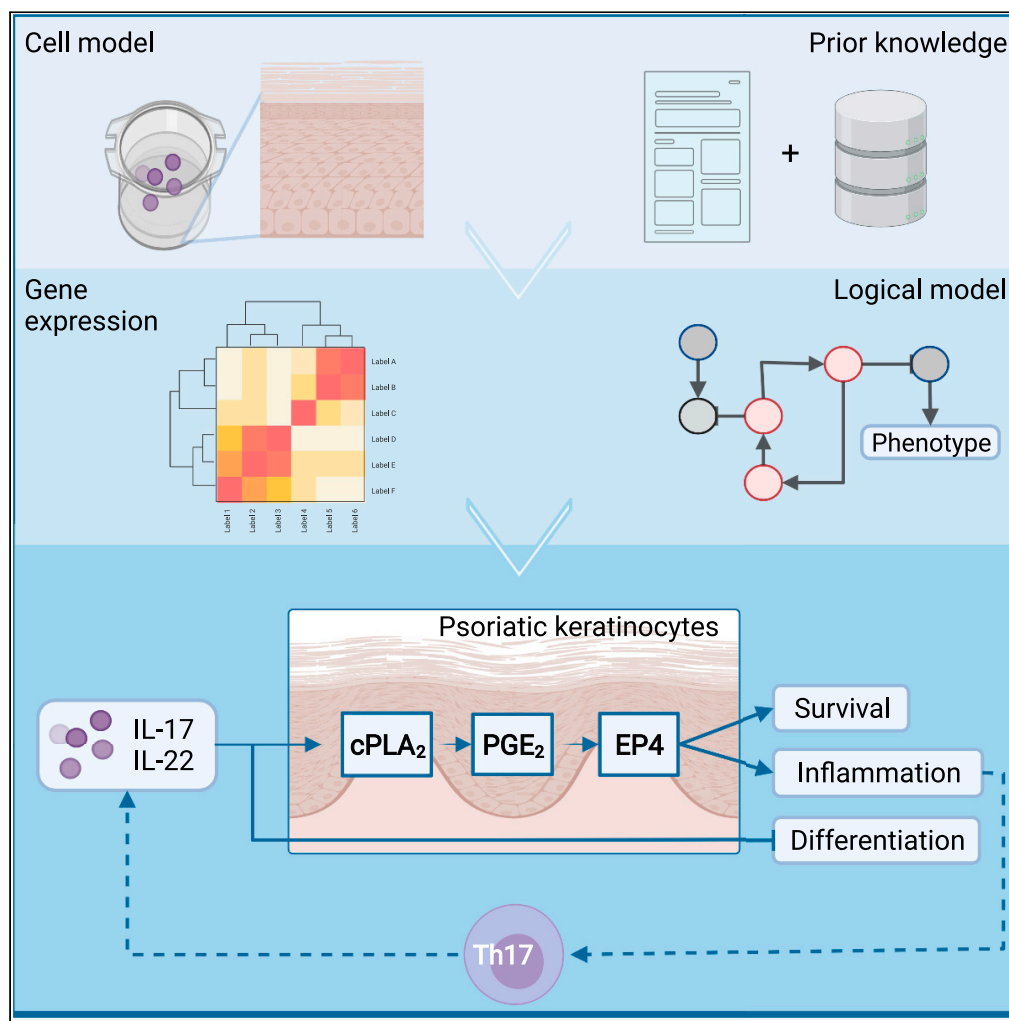 Cell model
Prior knowledge
+
Gene
expression
Logical model
Label A
Label B
Label C
Label D
Label E
Label F
Label 1
Label 2
Label 3
Label 4
Label 5
Label 6
Phenotype
Psoriatic keratinocytes
IL-17
IL-22
cPLA₂
PGE₂
EP4
Survival
Inflammation
Differentiation
Th17